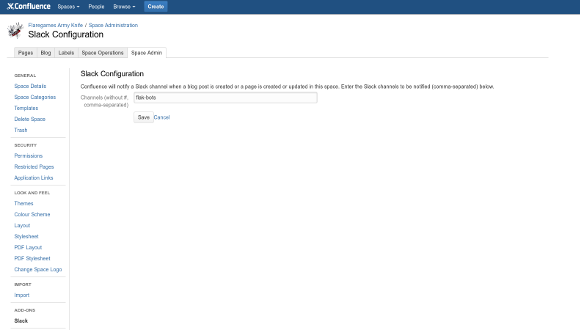 Confluence Spaces People Browse Create
Flaregames Army Knife / Space Administration
Slack Configuration
Pages Blog Labels Space Operations Space Admin
GENERAL
Space Details
Space Categories
Templates
Delete Space
Trash
SECURITY
Permissions
Restricted Pages
Application Links
LOOK AND FEEL
Themes
Colour Scheme
Layout
Stylesheet
PDF Layout
PDF Stylesheet
Change Space Logo
IMPORT
Import
ADD-ONS
Slack
Slack Configuration
Confluence will notify a Slack channel when a blog post is created or a page is created or updated in this space. Enter the Slack channels to be notified (comma-separated) below.
Channels (without #,
comma-separated)
Save Cancel